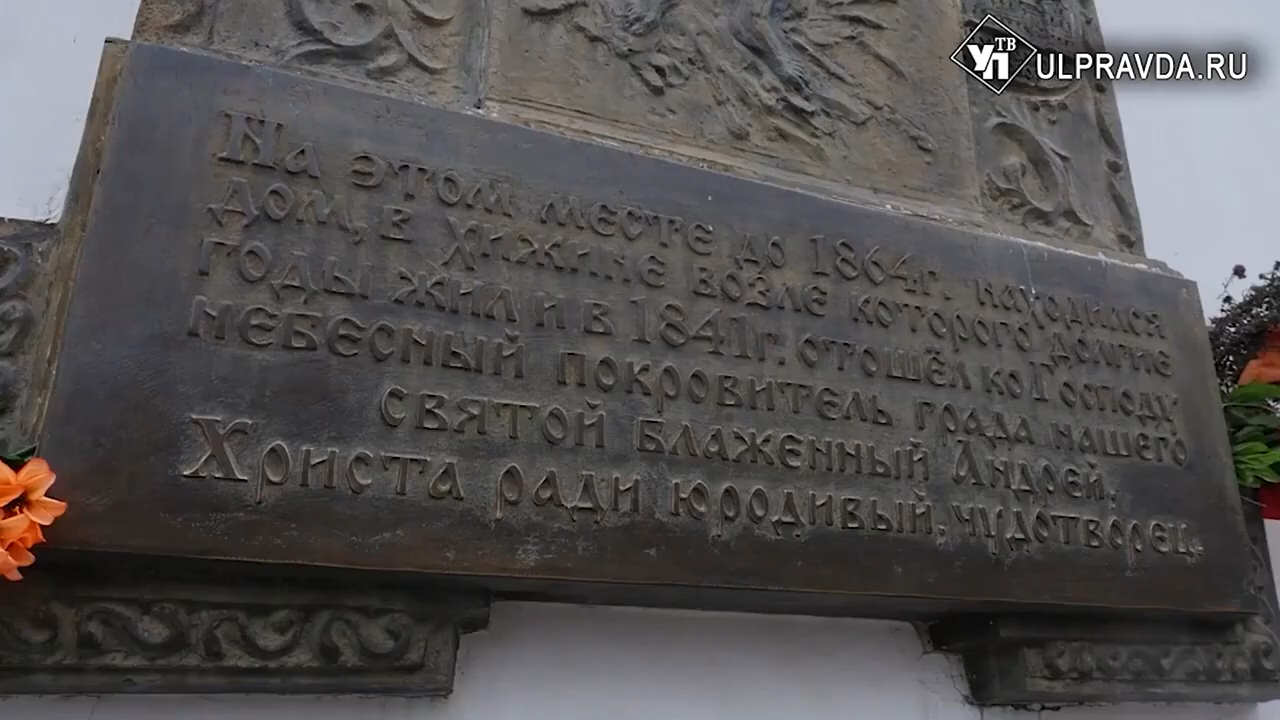 УП ТВ ULPRAVDA.RU
На этом месте до 1864г. находился
дом, в хижине возле которого долгие
годы жил и в 1841г. отошёл ко Господу
небесный покровитель града нашего
святой блаженный Андрей,
Христа ради юродивый, чудотворец.